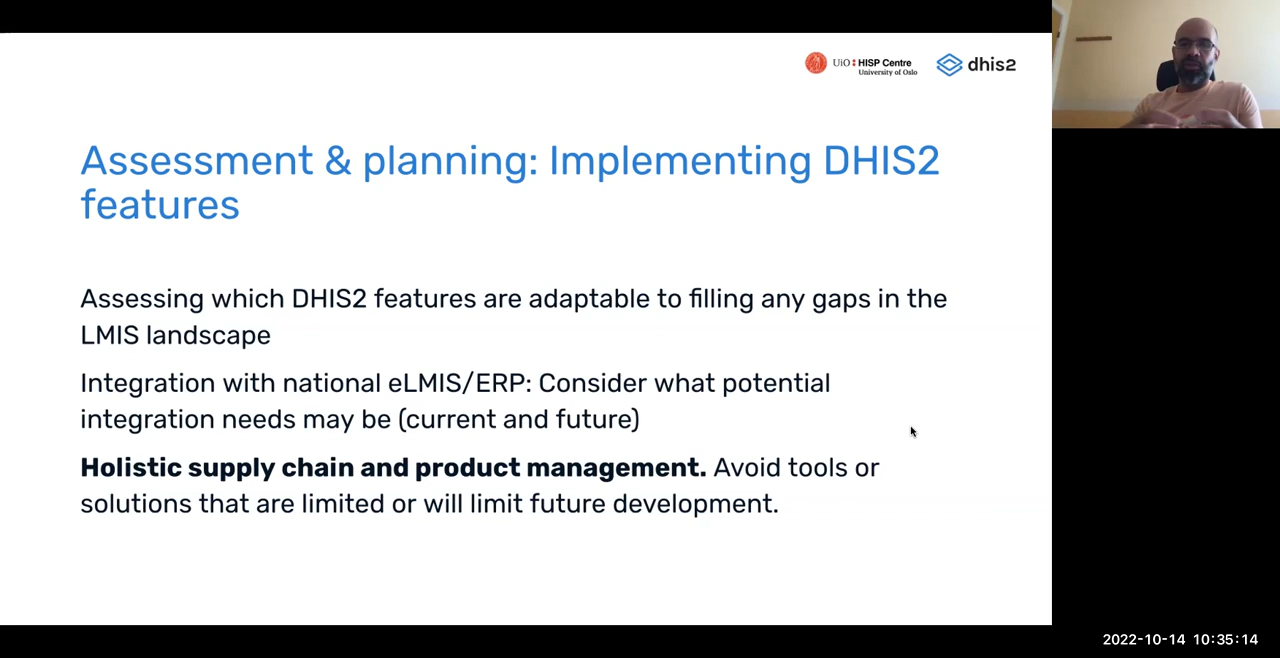 UiO: HISP Centre
University of Oslo
dhis2
Assessment & planning: Implementing DHIS2
features
Assessing which DHIS2 features are adaptable to filling any gaps in the
LMIS landscape
Integration with national eLMIS/ERP: Consider what potential
integration needs may be (current and future)
Holistic supply chain and product management. Avoid tools or
solutions that are limited or will limit future development.
2022-10-14 10:35:14